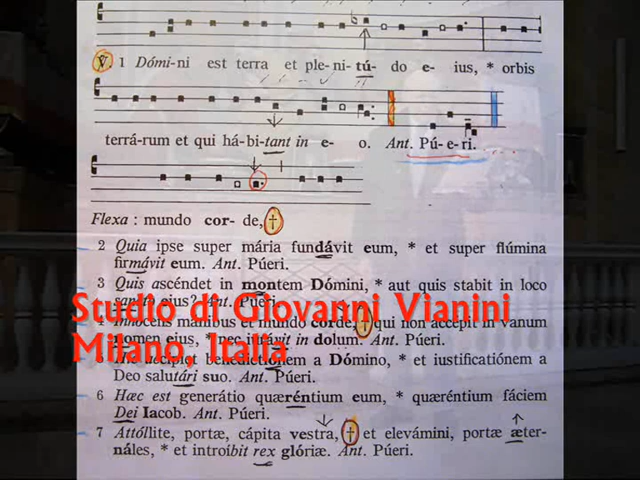 ℣. 1 Dómi-ni est terra et ple-ni-tú-do e-ius, * orbis
terrá-rum et qui há-bi-tant in e-o. Ant. Pú-e-ri.
Flexa : mundo cor-de, †
2 Quia ipse super mária fundávit eum, * et super flúmina
firmávit eum. Ant. Púeri.
3 Quis ascéndet in montem Dómini, * aut quis stabit in loco
sancto eius? Ant. Púeri.
Studio di Giovanni Vianini
4 Innocens mánibus et mundo corde, † qui non accépit in vanum
nomen eius, * nec iurávit in dolum. Ant. Púeri.
Milano, Italia
accípiet benedictiónem a Dómino, * et iustificatiónem a
Deo salutári suo. Ant. Púeri.
6 Hæc est generátio quæréntium eum, * quæréntium fáciem
Dei Iacob. Ant. Púeri.
7 Attóllite, portæ, cápita vestra, † et elevámini, portæ æter-
náles, * et introíbit rex glóriæ. Ant. Púeri.